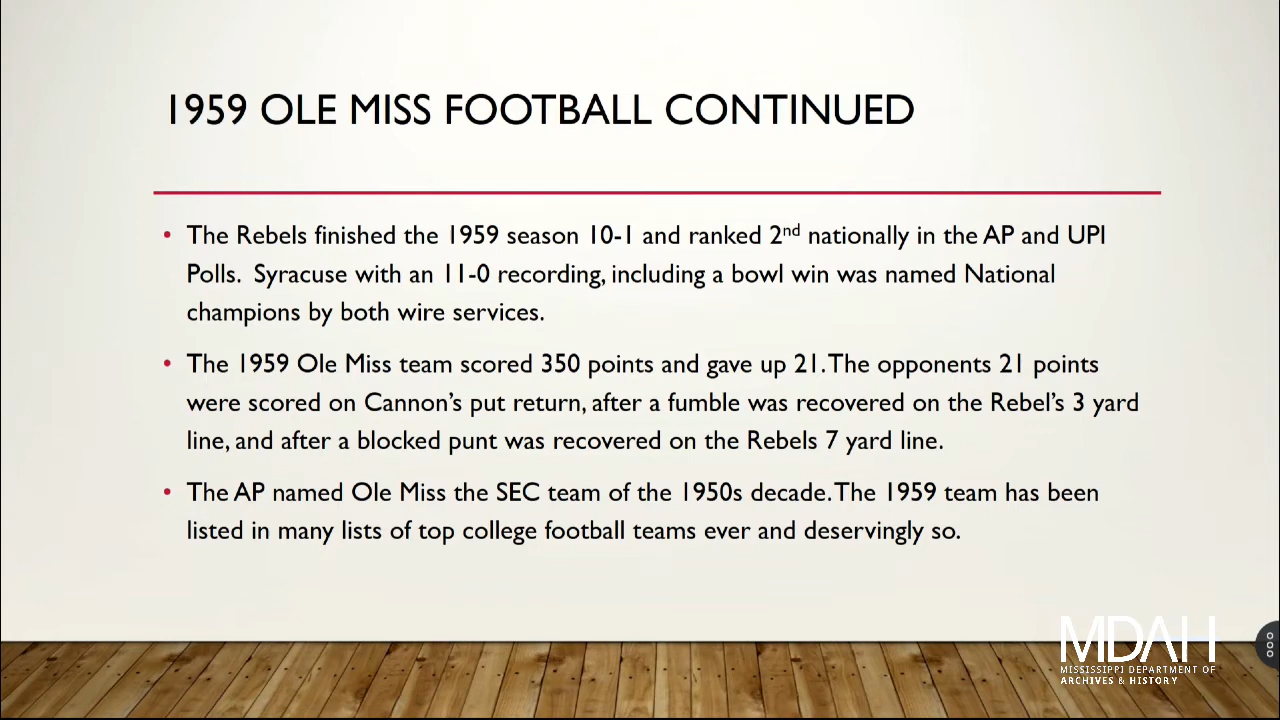 1959 OLE MISS FOOTBALL CONTINUED
• The Rebels finished the 1959 season 10-1 and ranked 2nd nationally in the AP and UPI
Polls.  Syracuse with an 11-0 recording, including a bowl win was named National
champions by both wire services.
• The 1959 Ole Miss team scored 350 points and gave up 21. The opponents 21 points
were scored on Cannon’s put return, after a fumble was recovered on the Rebel’s 3 yard
line, and after a blocked punt was recovered on the Rebels 7 yard line.
• The AP named Ole Miss the SEC team of the 1950s decade. The 1959 team has been
listed in many lists of top college football teams ever and deservingly so.
MDAH
MISSISSIPPI DEPARTMENT OF
ARCHIVES & HISTORY